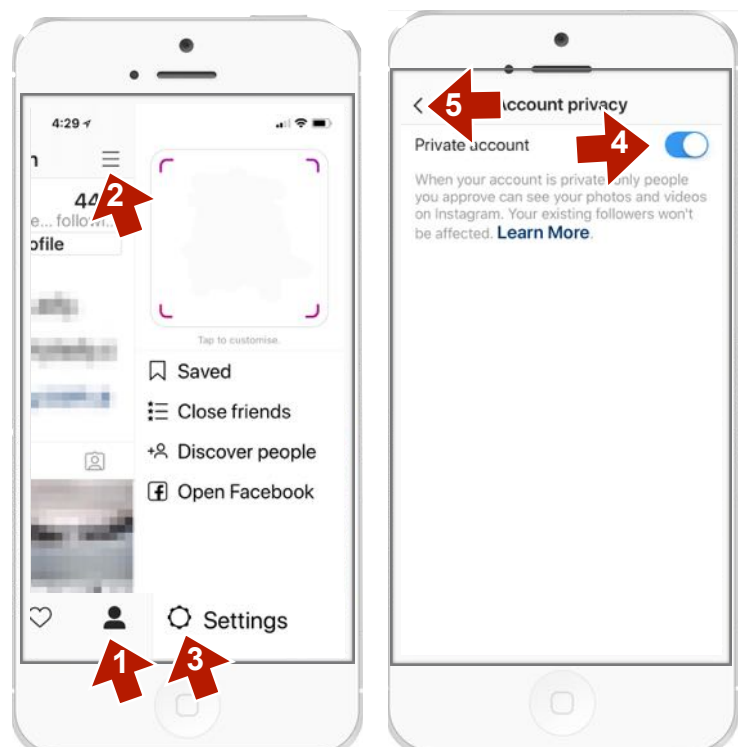 4:29
44
e... follow
ofile
Tap to customise.
Saved
Close friends
Discover people
Open Facebook
Settings
1
2
3
5
ccount privacy
4
Private account
When your account is private, only people
you approve can see your photos and videos
on Instagram. Your existing followers won't
be affected. Learn More.